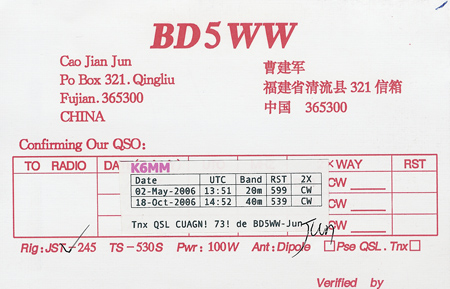 BD5WW
Cao Jian Jun
Po Box 321. Qingliu
Fujian. 365300
CHINA
曹建军
福建省清流县 321 信箱
中国 365300
Confirming Our QSO:
TO RADIO DA WAY RST
K6MM
Date UTC Band RST 2X
02-May-2006 13:51 20m 599 CW
18-Oct-2006 14:52 40m 539 CW
Tnx QSL CUAGN! 73! de BD5WW-Jun
CW
CW
Jun
Rig: JST-245 TS-530S Pwr: 100W Ant: Dipole Pse QSL. Tnx
Verified by